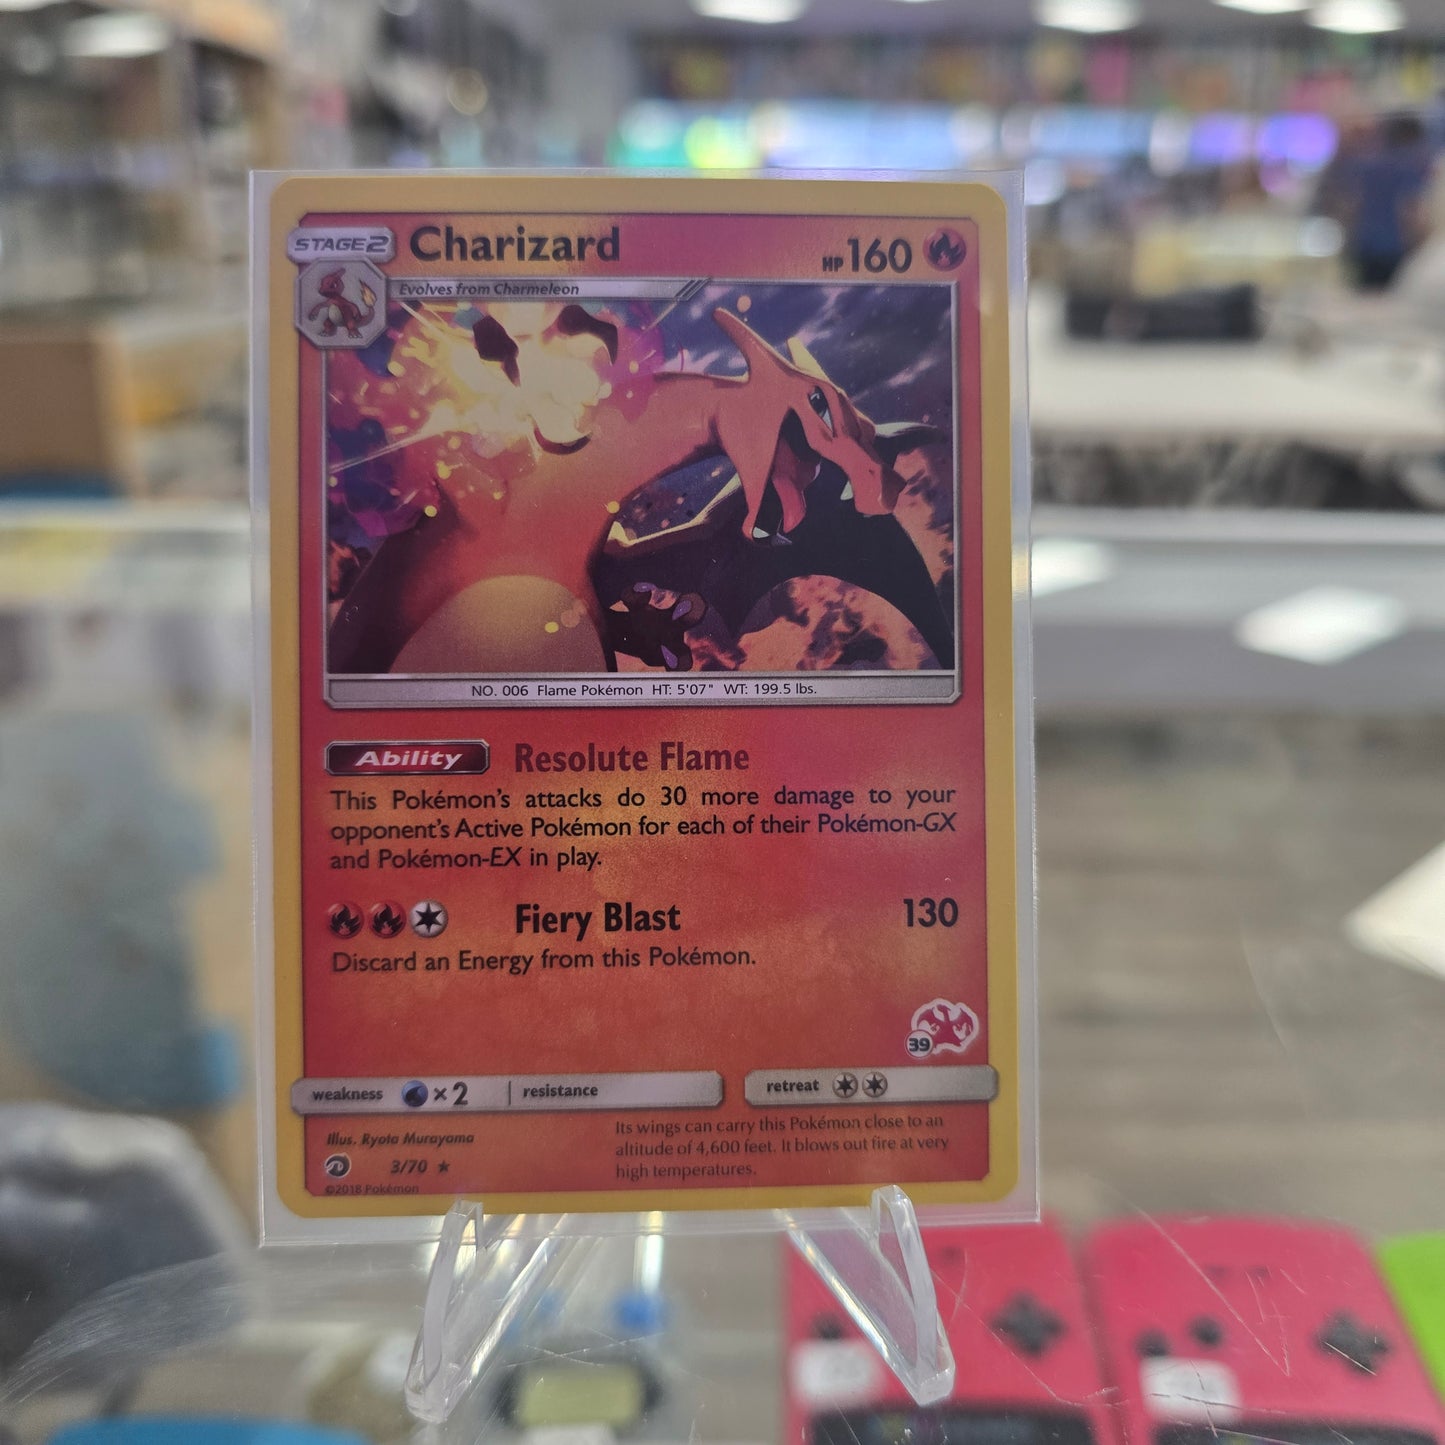 STAGE2 Charizard HP 160
Evolves from Charmeleon
NO. 006 Flame Pokémon HT: 5'07" WT: 199.5 lbs.
Ability Resolute Flame
This Pokémon's attacks do 30 more damage to your
opponent's Active Pokémon for each of their Pokémon-GX
and Pokémon-EX in play.
Fiery Blast 130
Discard an Energy from this Pokémon.
39
weakness ×2 resistance retreat
Illus. Ryota Murayama
3/70 ★
©2018 Pokémon
Its wings can carry this Pokémon close to an
altitude of 4,600 feet. It blows out fire at very
high temperatures.